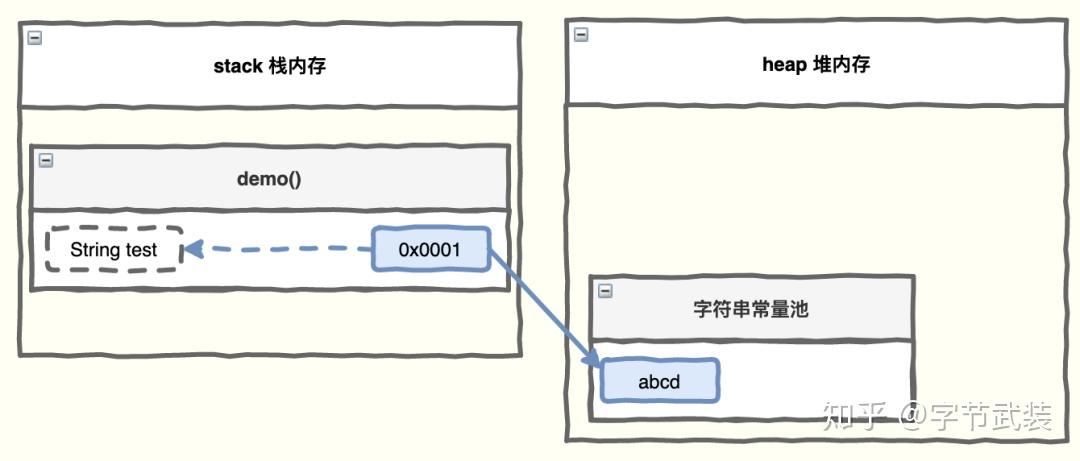 stack 栈内存
demo()
String test
0x0001
heap 堆内存
字符串常量池
abcd
知乎 @字节武装